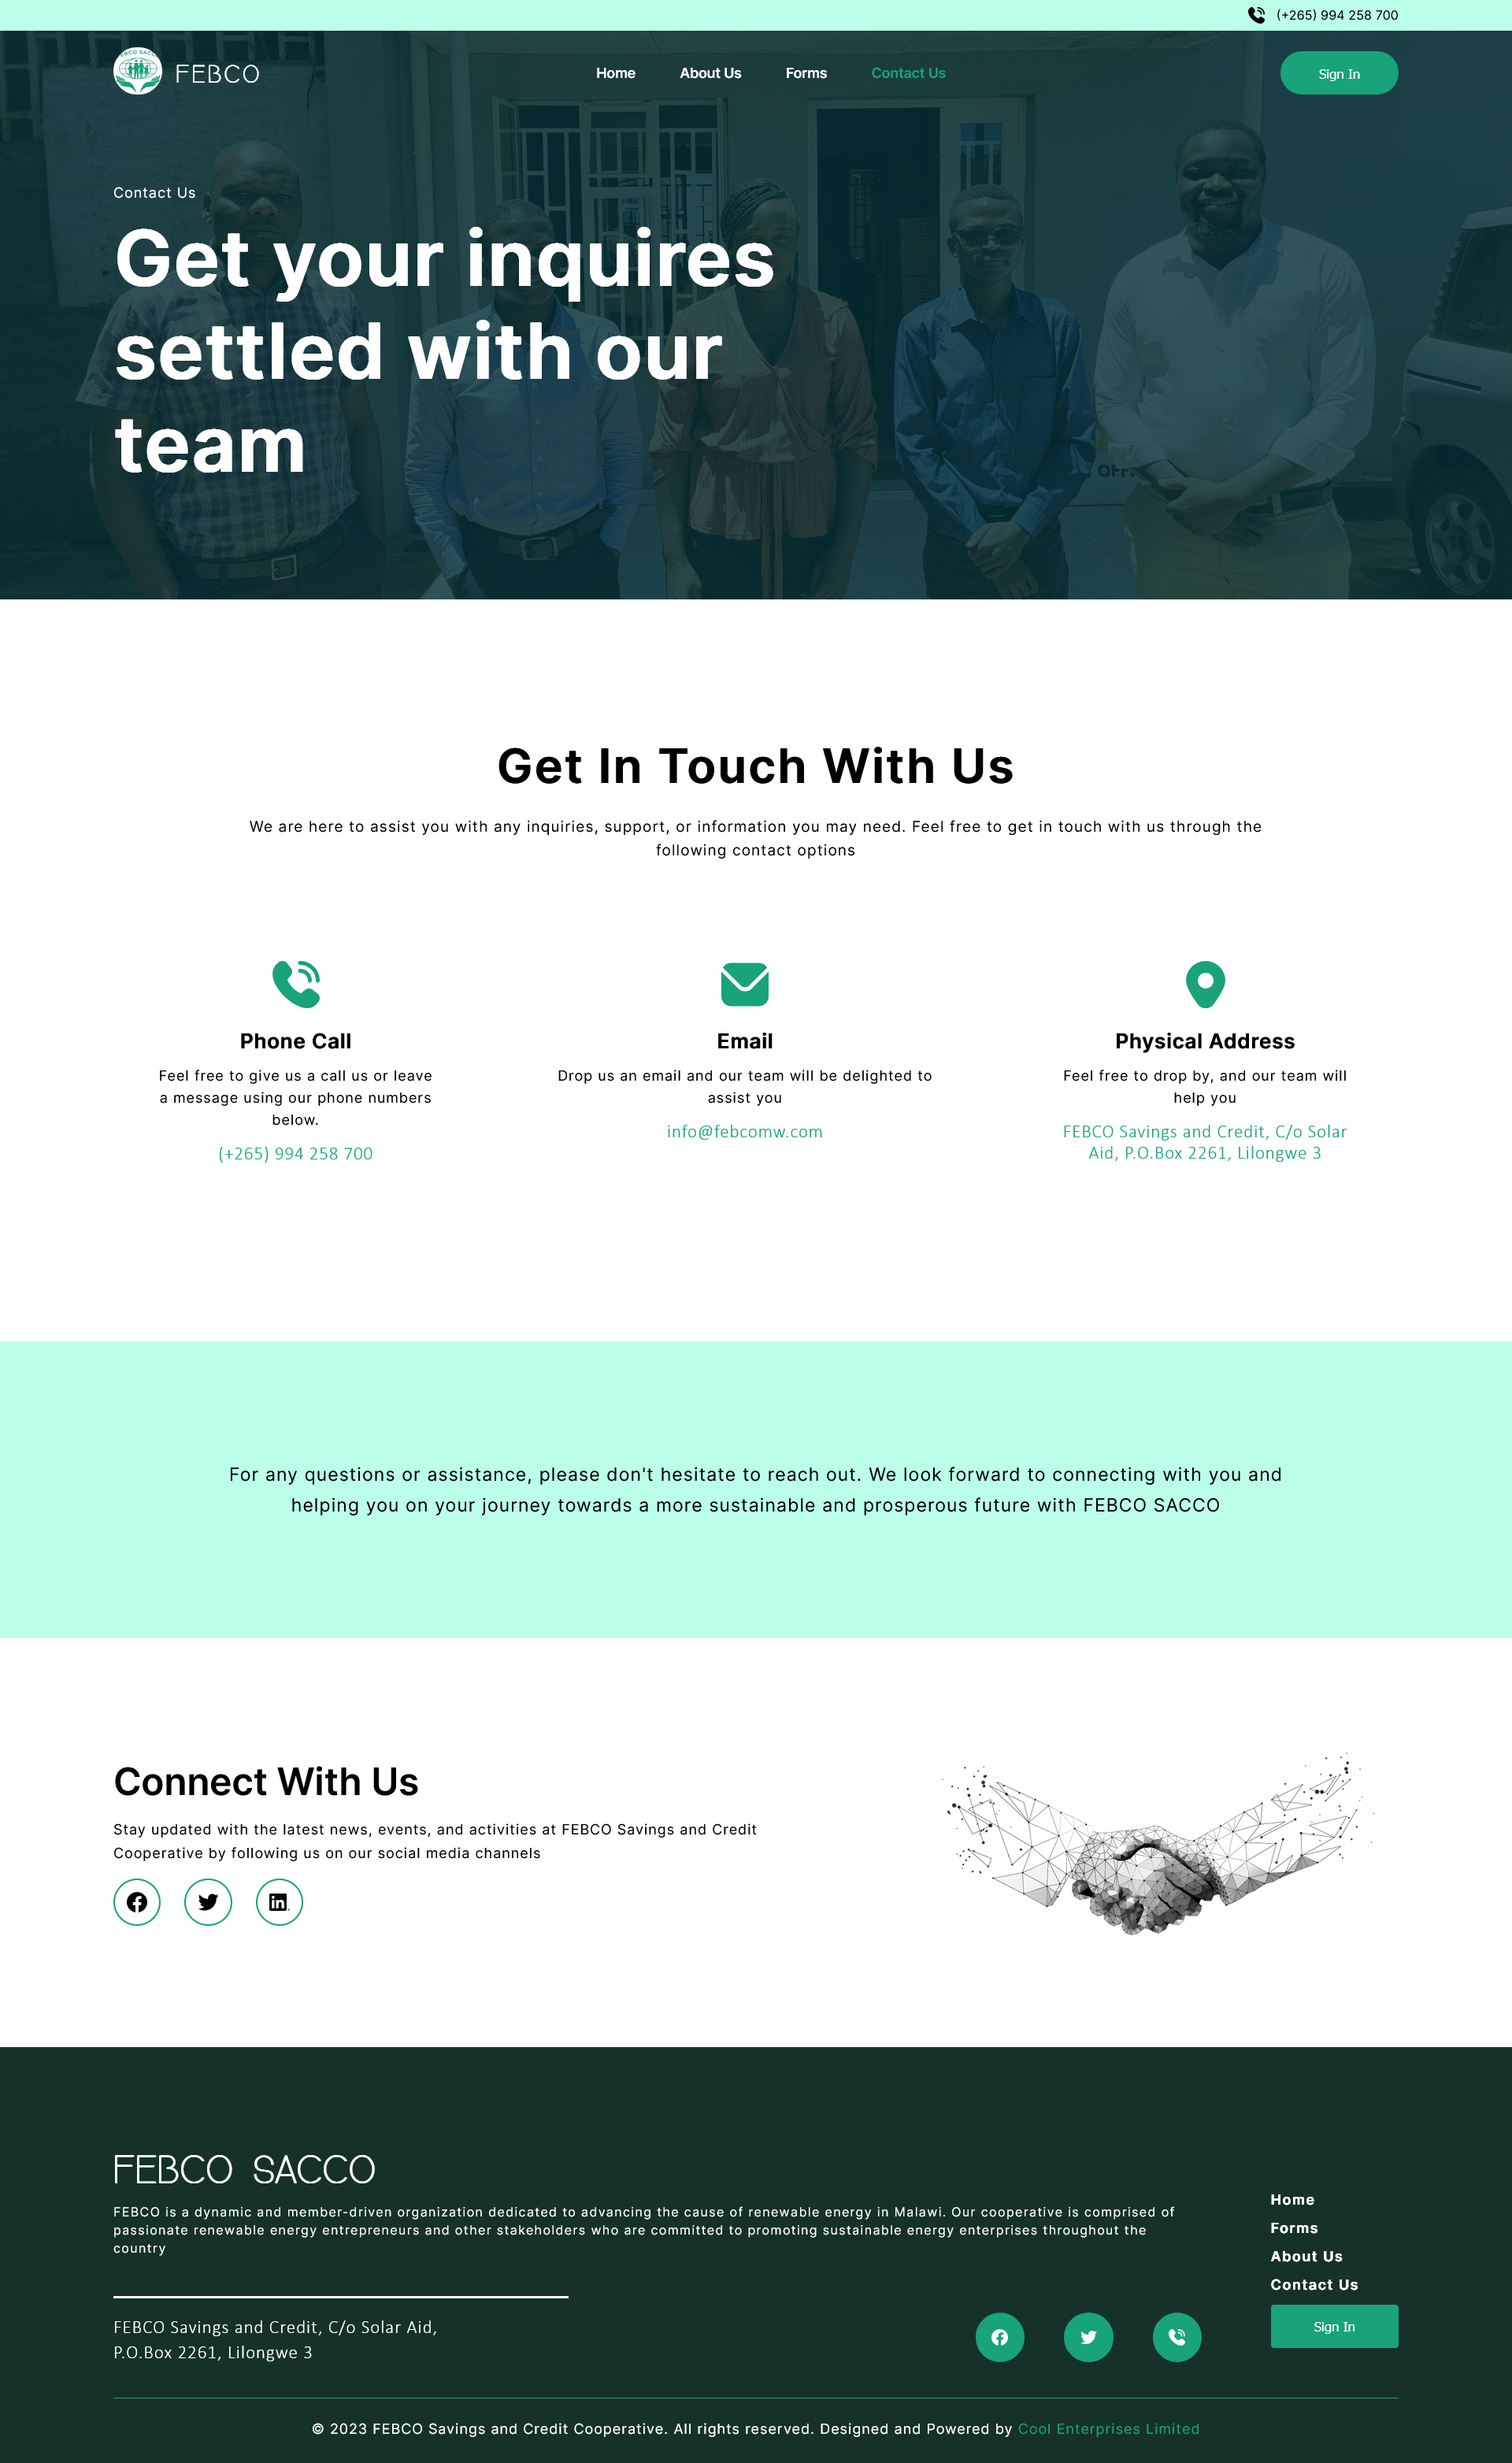 (+265) 994 258 700
FEBCO SACCO
FEBCO
Home
About Us
Forms
Contact Us
Sign In
Contact Us
Get your inquires
settled with our
team
Get In Touch With Us
We are here to assist you with any inquiries, support, or information you may need. Feel free to get in touch with us through the
following contact options
Phone Call
Feel free to give us a call us or leave
a message using our phone numbers
below.
(+265) 994 258 700
Email
Drop us an email and our team will be delighted to
assist you
info@febcomw.com
Physical Address
Feel free to drop by, and our team will
help you
FEBCO Savings and Credit, C/o Solar
Aid, P.O.Box 2261, Lilongwe 3
For any questions or assistance, please don't hesitate to reach out. We look forward to connecting with you and
helping you on your journey towards a more sustainable and prosperous future with FEBCO SACCO
Connect With Us
Stay updated with the latest news, events, and activities at FEBCO Savings and Credit
Cooperative by following us on our social media channels
FEBCO SACCO
FEBCO is a dynamic and member-driven organization dedicated to advancing the cause of renewable energy in Malawi. Our cooperative is comprised of
passionate renewable energy entrepreneurs and other stakeholders who are committed to promoting sustainable energy enterprises throughout the
country
FEBCO Savings and Credit, C/o Solar Aid,
P.O.Box 2261, Lilongwe 3
Home
Forms
About Us
Contact Us
Sign In
© 2023 FEBCO Savings and Credit Cooperative. All rights reserved. Designed and Powered by Cool Enterprises Limited